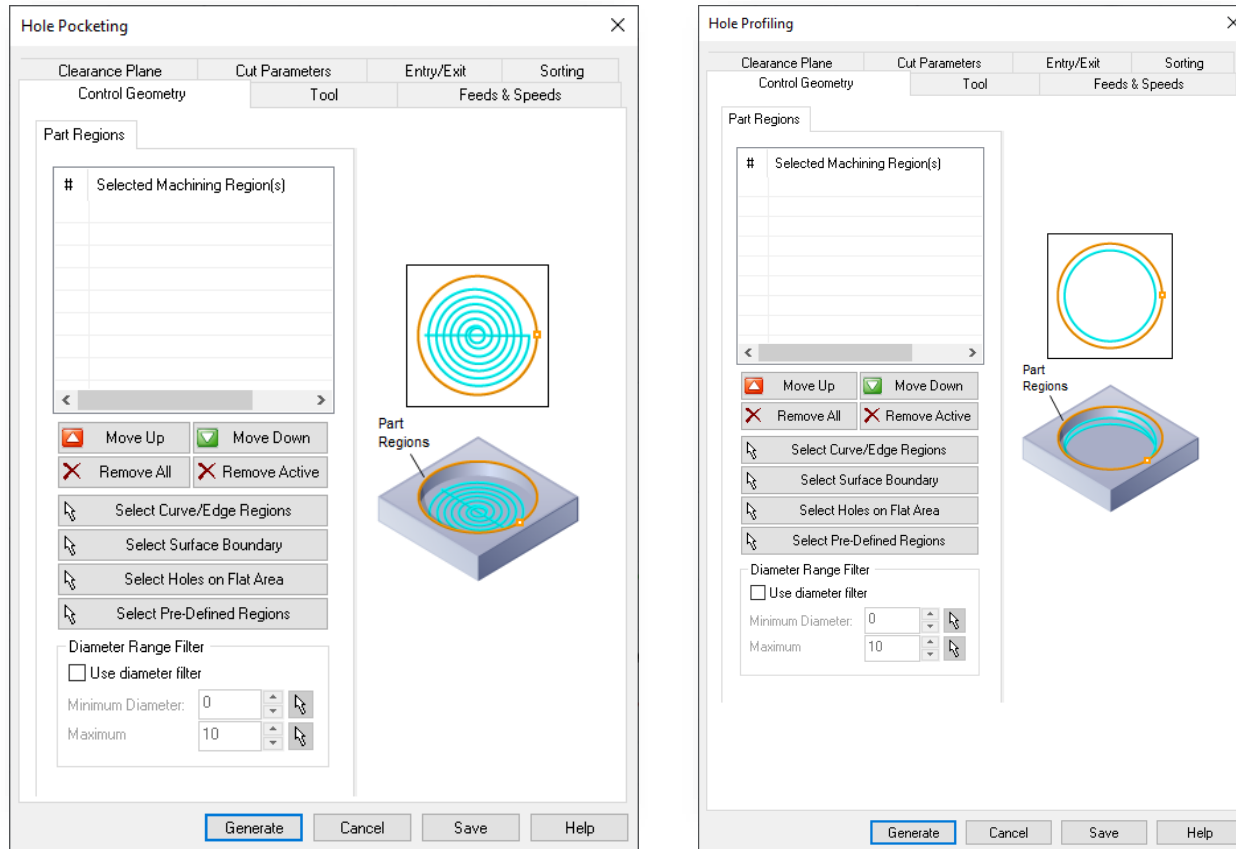 Hole Pocketing
Clearance Plane Cut Parameters Entry/Exit Sorting
Control Geometry Tool Feeds & Speeds
Part Regions
# Selected Machining Region(s)
Move Up Move Down
Remove All Remove Active
Select Curve/Edge Regions
Select Surface Boundary
Select Holes on Flat Area
Select Pre-Defined Regions
Diameter Range Filter
Use diameter filter
Minimum Diameter: 0
Maximum 10
Part
Regions
Generate Cancel Save Help
Hole Profiling
Clearance Plane Cut Parameters Entry/Exit Sorting
Control Geometry Tool Feeds & Speeds
Part Regions
# Selected Machining Region(s)
Move Up Move Down
Remove All Remove Active
Select Curve/Edge Regions
Select Surface Boundary
Select Holes on Flat Area
Select Pre-Defined Regions
Diameter Range Filter
Use diameter filter
Minimum Diameter: 0
Maximum 10
Part
Regions
Generate Cancel Save Help